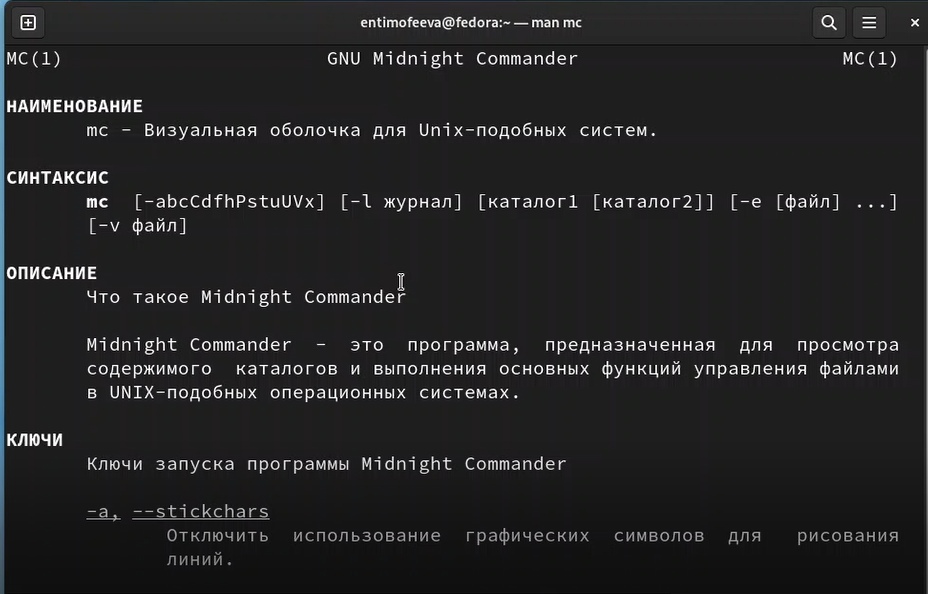 entimofeeva@fedora:~ — man mc
MC(1) GNU Midnight Commander MC(1)
НАИМЕНОВАНИЕ
mc - Визуальная оболочка для Unix-подобных систем.
СИНТАКСИС
mc [-abcCdfhPstuUVx] [-l журнал] [каталог1 [каталог2]] [-e [файл] ...]
[-v файл]
ОПИСАНИЕ
Что такое Midnight Commander
Midnight Commander - это программа, предназначенная для просмотра
содержимого каталогов и выполнения основных функций управления файлами
в UNIX-подобных операционных системах.
КЛЮЧИ
Ключи запуска программы Midnight Commander
-a, --stickchars
Отключить использование графических символов для рисования
линий.